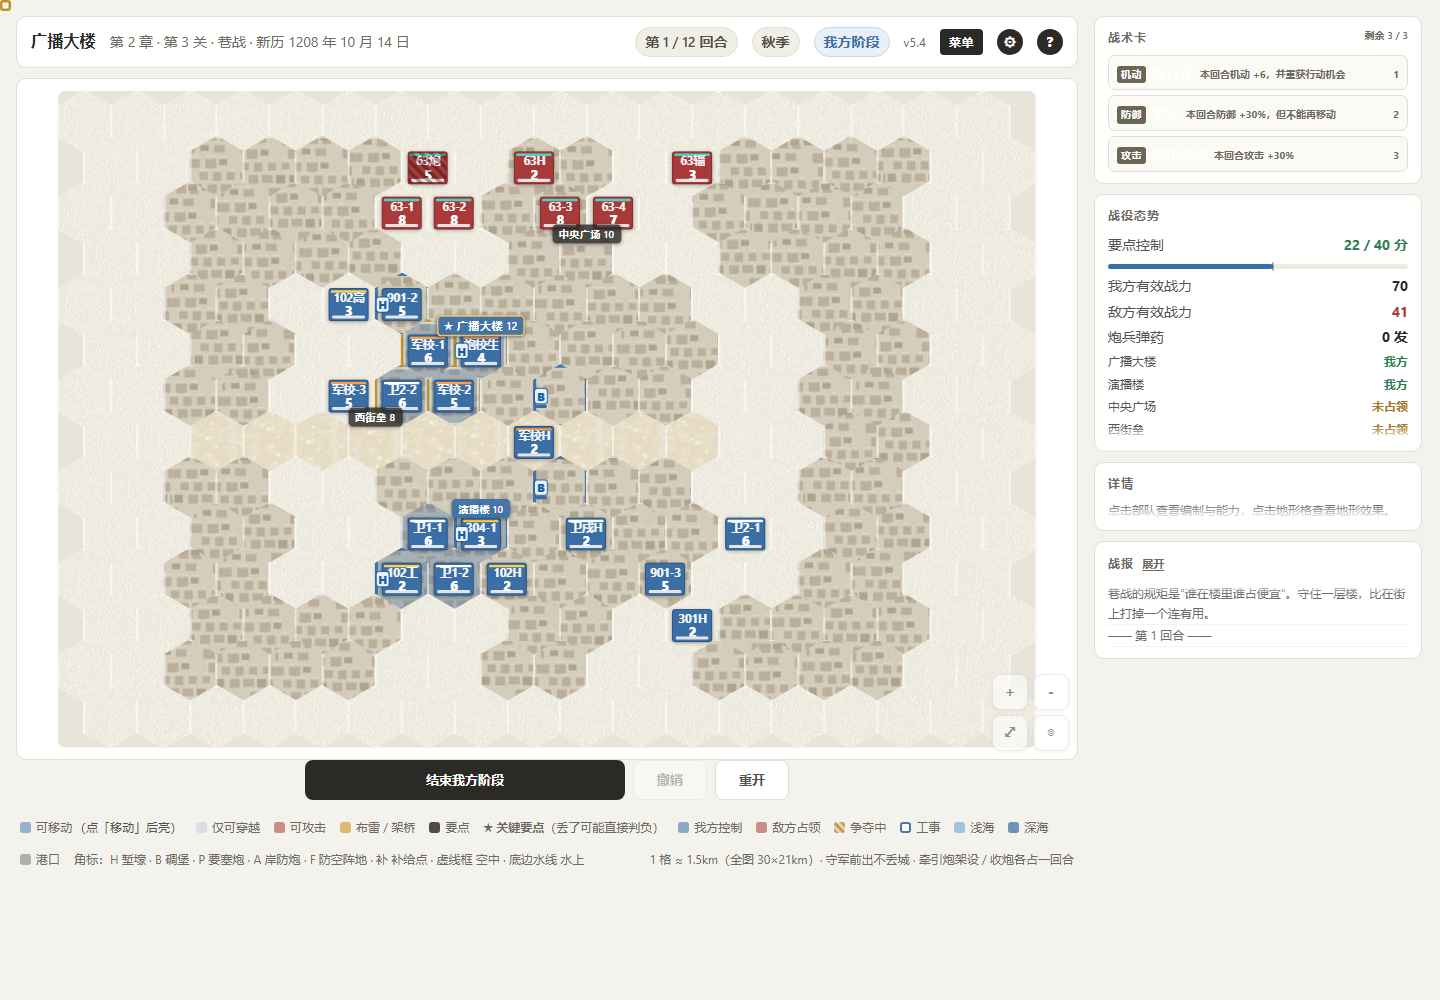 广播大楼 第 2 章 · 第 3 关 · 巷战 · 新历 1208 年 10 月 14 日 第 1 / 12 回合 秋季 我方阶段 v5.4 菜单 ⚙ ?
63炮 5
63H 2
63辎 3
63-1 8
63-2 8
63-3 8
63-4 7
中央广场 10
102高 3
H 901-2 5
★ 广播大楼 12
军校-1 6
H 4
军校-3 5
卫2-2 6
军校-2 5
B
西街垒 8
军校H 2
B
演播楼 10
卫1-1 6
H 304-1 3
卫戍H 2
卫2-1 6
H 102工 2
卫1-2 6
102H 2
901-3 5
301H 2
+ -
结束我方阶段 撤销 重开
可移动（点「移动」后亮） 仅可穿越 可攻击 布雷 / 架桥 要点 ★ 关键要点（丢了可能直接判负） 我方控制 敌方占领 争夺中 工事 浅海 深海
港口 角标：H 堑壕 · B 碉堡 · P 要塞炮 · A 岸防炮 · F 防空阵地 · 补 补给点 · 虚线框 空中 · 底边水线 水上 1 格 ≈ 1.5km（全图 30×21km）· 守军前出不丢城 · 牵引炮架设 / 收炮各占一回合
战术卡 剩余 3 / 3
机动 本回合机动 +6，并重获行动机会 1
防御 本回合防御 +30%，但不能再移动 2
攻击 本回合攻击 +30% 3
战役态势
要点控制 22 / 40 分
我方有效战力 70
敌方有效战力 41
炮兵弹药 0 发
广播大楼 我方
演播楼 我方
中央广场 未占领
西街垒 未占领
详情
点击部队查看编制与能力，点击地形格查看地形效果。
战报 展开
巷战的规矩是"谁在楼里谁占便宜"。守住一层楼，比在街
上打掉一个连有用。
—— 第 1 回合 ——